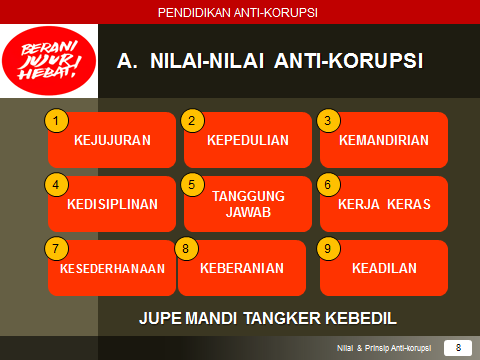 PENDIDIKAN ANTI-KORUPSI
BERANI
JUJUR
HEBAT!
A. NILAI-NILAI ANTI-KORUPSI
1
KEJUJURAN
2
KEPEDULIAN
3
KEMANDIRIAN
4
KEDISIPLINAN
5
TANGGUNG
JAWAB
6
KERJA KERAS
7
KESEDERHANAAN
8
KEBERANIAN
9
KEADILAN
JUPE MANDI TANGKER KEBEDIL
Nilai & Prinsip Anti-korupsi
8